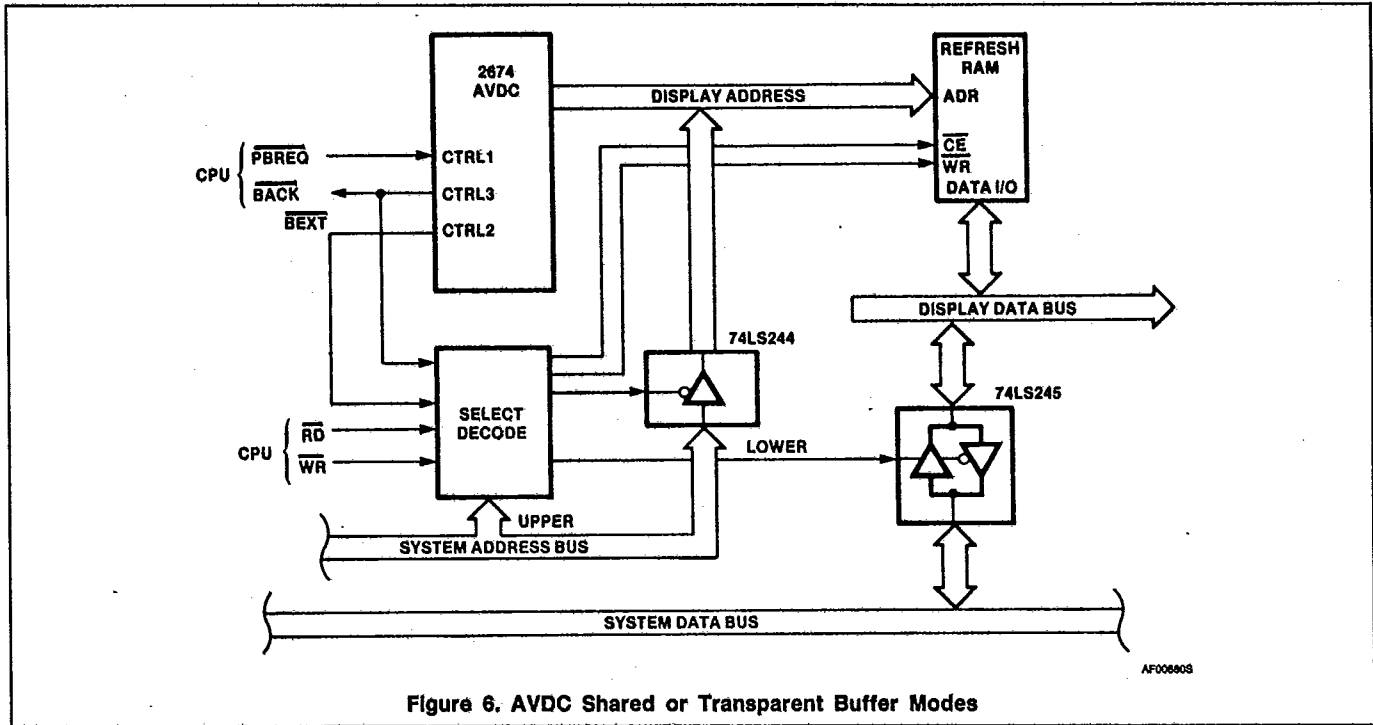 2674
AVDC
REFRESH
RAM
DISPLAY ADDRESS
ADR
CPU
PBREQ
CTRL1
CE
WR
BACK
CTRL3
DATA I/O
BEXT
CTRL2
DISPLAY DATA BUS
74LS244
74LS245
SELECT
DECODE
CPU
RD
WR
LOWER
UPPER
SYSTEM ADDRESS BUS
SYSTEM DATA BUS
AF00660S
Figure 6. AVDC Shared or Transparent Buffer Modes